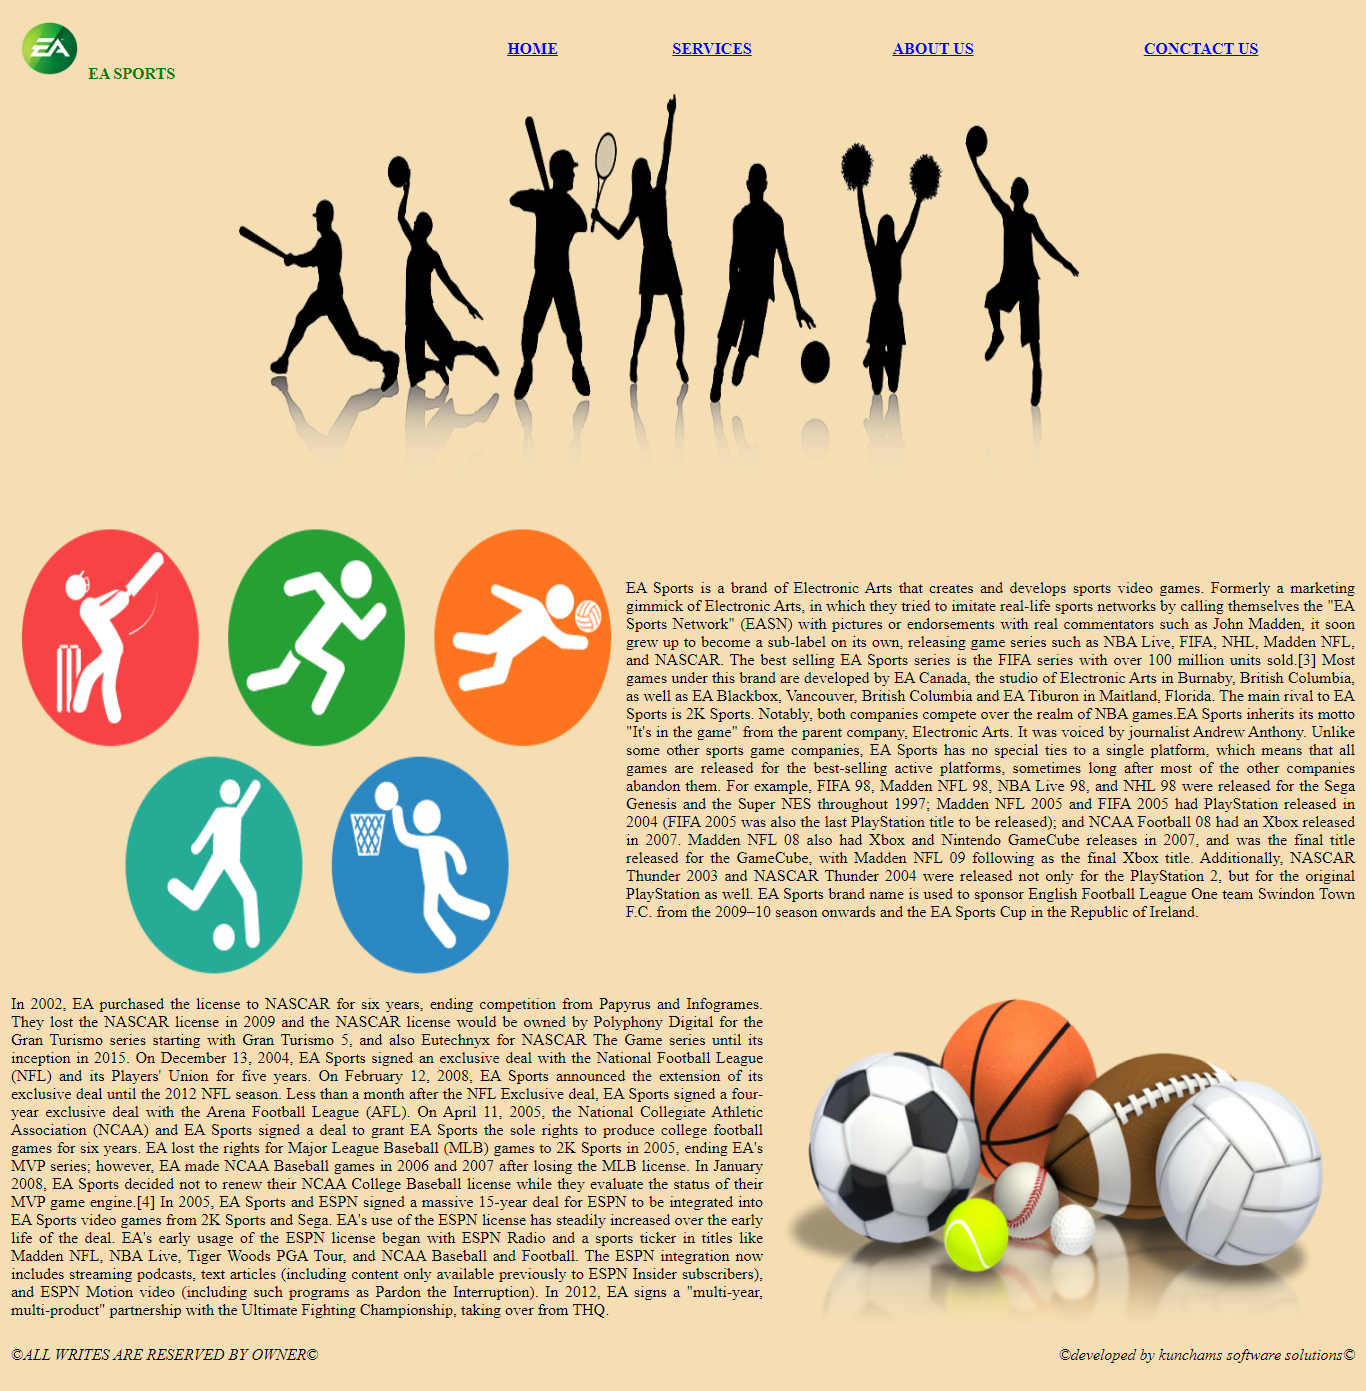 EA
EA SPORTS
HOME SERVICES ABOUT US CONCTACT US
EA Sports is a brand of Electronic Arts that creates and develops sports video games. Formerly a marketing
gimmick of Electronic Arts, in which they tried to imitate real-life sports networks by calling themselves the "EA
Sports Network" (EASN) with pictures or endorsements with real commentators such as John Madden, it soon
grew up to become a sub-label on its own, releasing game series such as NBA Live, FIFA, NHL, Madden NFL,
and NASCAR. The best selling EA Sports series is the FIFA series with over 100 million units sold.[3] Most
games under this brand are developed by EA Canada, the studio of Electronic Arts in Burnaby, British Columbia,
as well as EA Blackbox, Vancouver, British Columbia and EA Tiburon in Maitland, Florida. The main rival to EA
Sports is 2K Sports. Notably, both companies compete over the realm of NBA games.EA Sports inherits its motto
"It's in the game" from the parent company, Electronic Arts. It was voiced by journalist Andrew Anthony. Unlike
some other sports game companies, EA Sports has no special ties to a single platform, which means that all
games are released for the best-selling active platforms, sometimes long after most of the other companies
abandon them. For example, FIFA 98, Madden NFL 98, NBA Live 98, and NHL 98 were released for the Sega
Genesis and the Super NES throughout 1997; Madden NFL 2005 and FIFA 2005 had PlayStation released in
2004 (FIFA 2005 was also the last PlayStation title to be released); and NCAA Football 08 had an Xbox released
in 2007. Madden NFL 08 also had Xbox and Nintendo GameCube releases in 2007, and was the final title
released for the GameCube, with Madden NFL 09 following as the final Xbox title. Additionally, NASCAR
Thunder 2003 and NASCAR Thunder 2004 were released not only for the PlayStation 2, but for the original
PlayStation as well. EA Sports brand name is used to sponsor English Football League One team Swindon Town
F.C. from the 2009–10 season onwards and the EA Sports Cup in the Republic of Ireland.
In 2002, EA purchased the license to NASCAR for six years, ending competition from Papyrus and Infogrames.
They lost the NASCAR license in 2009 and the NASCAR license would be owned by Polyphony Digital for the
Gran Turismo series starting with Gran Turismo 5, and also Eutechnyx for NASCAR The Game series until its
inception in 2015. On December 13, 2004, EA Sports signed an exclusive deal with the National Football League
(NFL) and its Players' Union for five years. On February 12, 2008, EA Sports announced the extension of its
exclusive deal until the 2012 NFL season. Less than a month after the NFL Exclusive deal, EA Sports signed a four-
year exclusive deal with the Arena Football League (AFL). On April 11, 2005, the National Collegiate Athletic
Association (NCAA) and EA Sports signed a deal to grant EA Sports the sole rights to produce college football
games for six years. EA lost the rights for Major League Baseball (MLB) games to 2K Sports in 2005, ending EA's
MVP series; however, EA made NCAA Baseball games in 2006 and 2007 after losing the MLB license. In January
2008, EA Sports decided not to renew their NCAA College Baseball license while they evaluate the status of their
MVP game engine.[4] In 2005, EA Sports and ESPN signed a massive 15-year deal for ESPN to be integrated into
EA Sports video games from 2K Sports and Sega. EA's use of the ESPN license has steadily increased over the early
life of the deal. EA's early usage of the ESPN license began with ESPN Radio and a sports ticker in titles like
Madden NFL, NBA Live, Tiger Woods PGA Tour, and NCAA Baseball and Football. The ESPN integration now
includes streaming podcasts, text articles (including content only available previously to ESPN Insider subscribers),
and ESPN Motion video (including such programs as Pardon the Interruption). In 2012, EA signs a "multi-year,
multi-product" partnership with the Ultimate Fighting Championship, taking over from THQ.
©ALL WRITES ARE RESERVED BY OWNER© ©developed by kunchams software solutions©